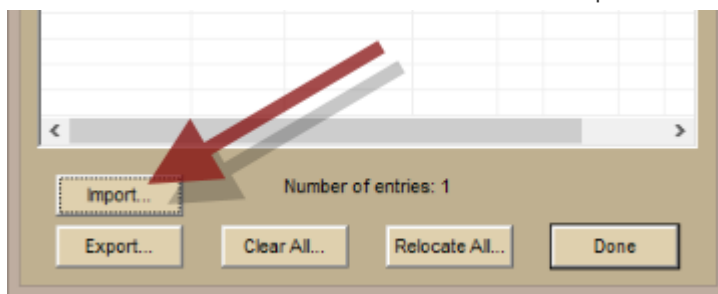 Import...
Number of entries: 1
Export...
Clear All...
Relocate All...
Done